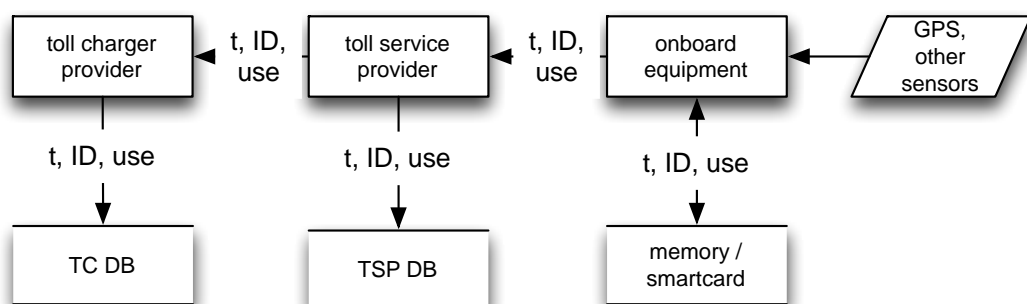 toll charger
provider
t, ID,
use
toll service
provider
t, ID,
use
onboard
equipment
GPS,
other
sensors
t, ID, use
t, ID, use
t, ID, use
TC DB
TSP DB
memory /
smartcard